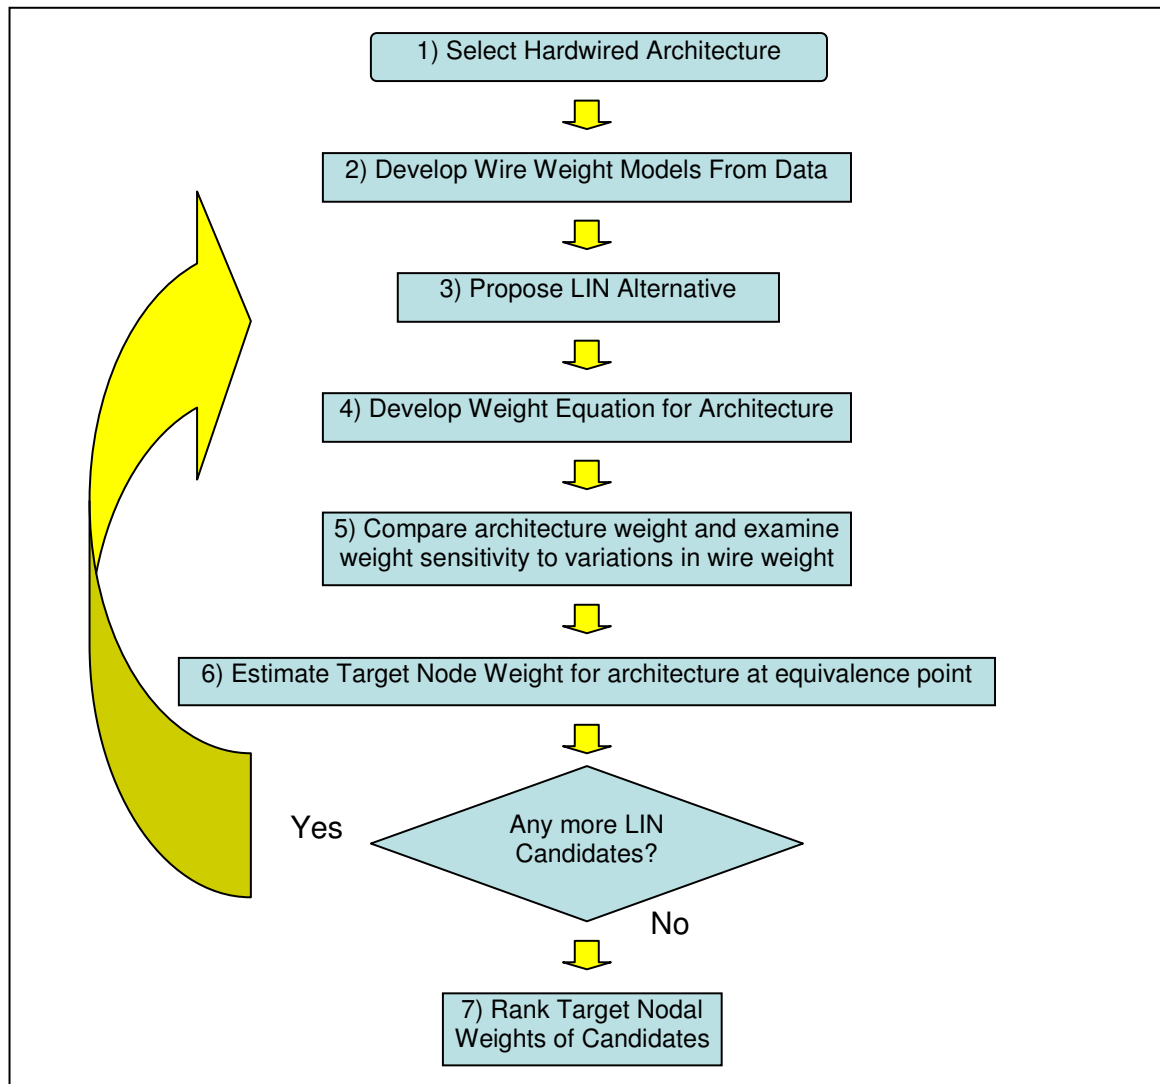 1) Select Hardwired Architecture
2) Develop Wire Weight Models From Data
3) Propose LIN Alternative
4) Develop Weight Equation for Architecture
5) Compare architecture weight and examine
weight sensitivity to variations in wire weight
6) Estimate Target Node Weight for architecture at equivalence point
Any more LIN
Candidates?
Yes
No
7) Rank Target Nodal
Weights of Candidates